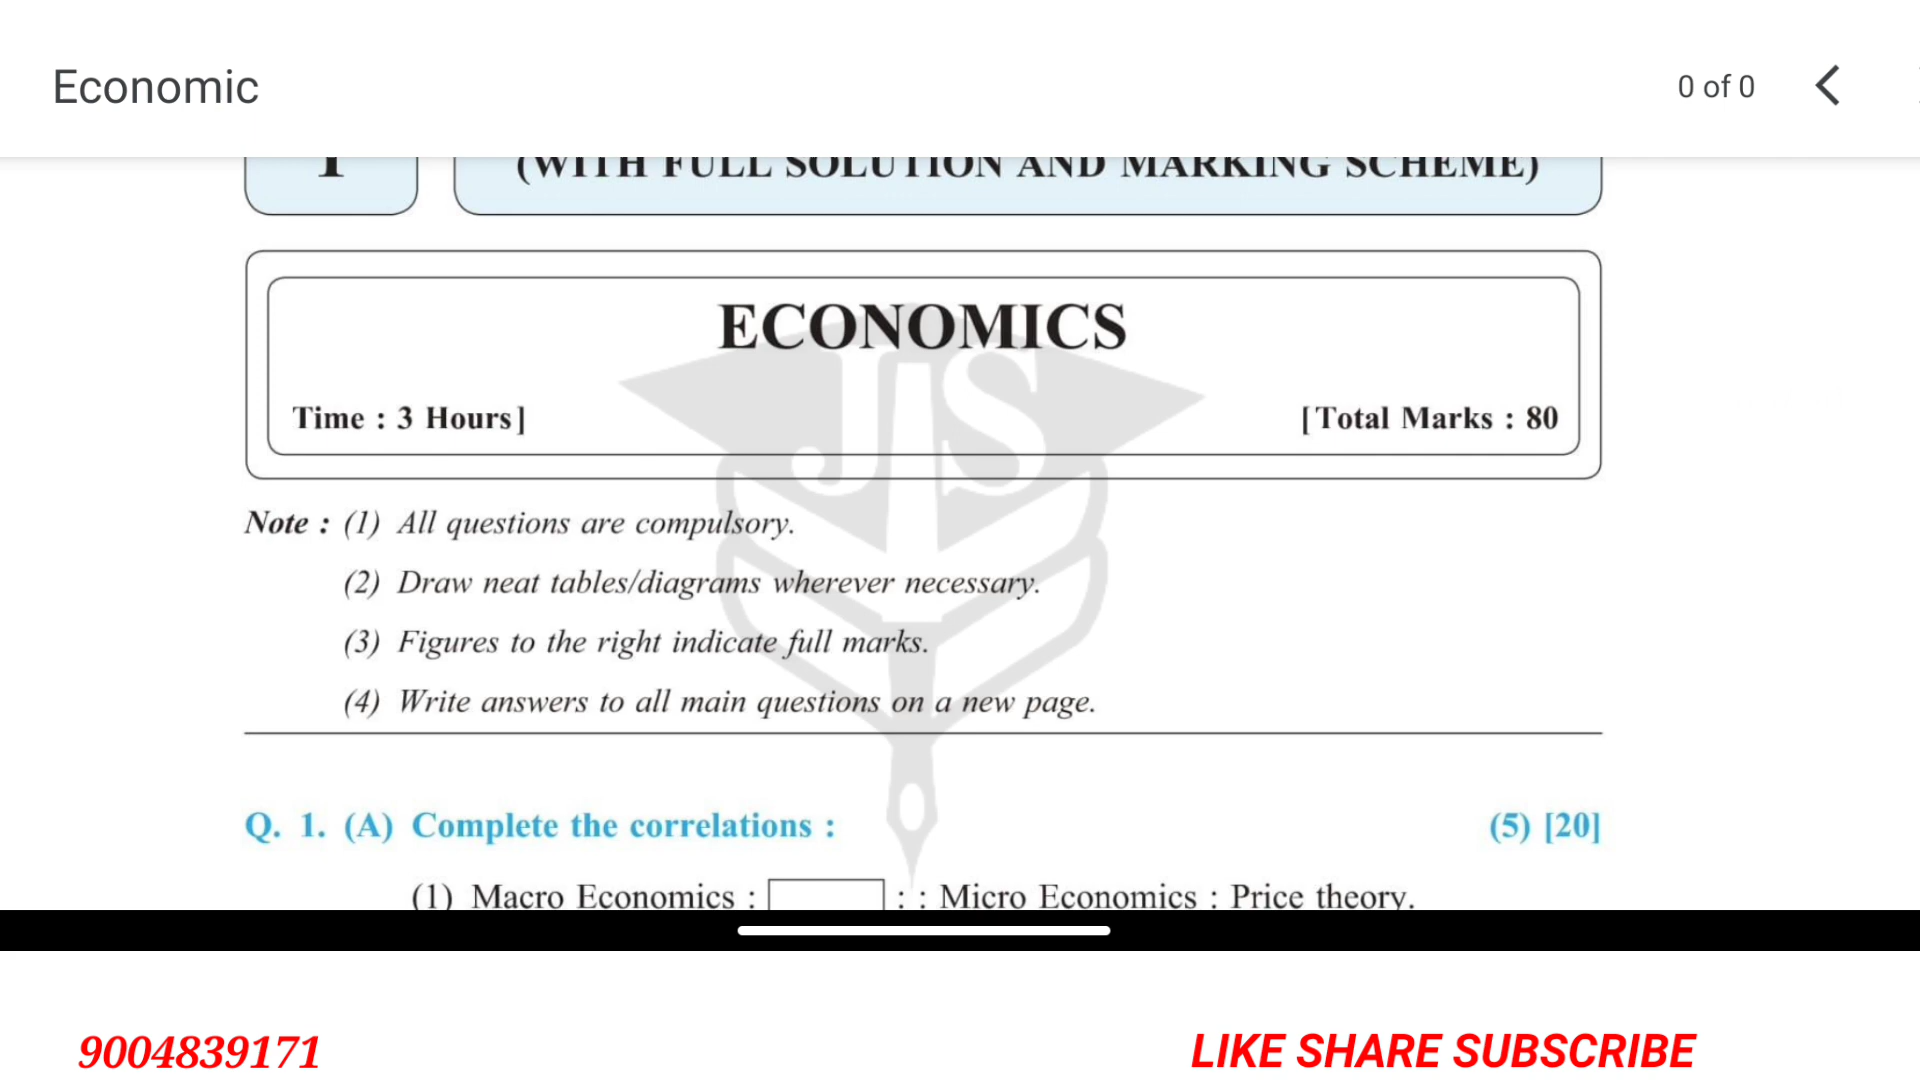 Economic
0 of 0
1
(WITH FULL SOLUTION AND MARKING SCHEME)
ECONOMICS
JS
Time : 3 Hours]
[Total Marks : 80
Note : (1) All questions are compulsory.
(2) Draw neat tables/diagrams wherever necessary.
(3) Figures to the right indicate full marks.
(4) Write answers to all main questions on a new page.
Q. 1. (A) Complete the correlations :
(5) [20]
(1) Macro Economics : : : Micro Economics : Price theory.
9004839171
LIKE SHARE SUBSCRIBE